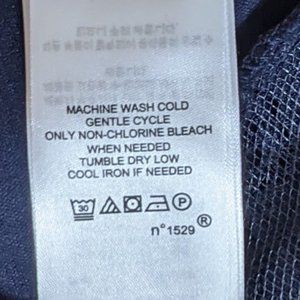 MACHINE WASH COLD
GENTLE CYCLE
ONLY NON-CHLORINE BLEACH
WHEN NEEDED
TUMBLE DRY LOW
COOL IRON IF NEEDED
30 P
n°1529 ®